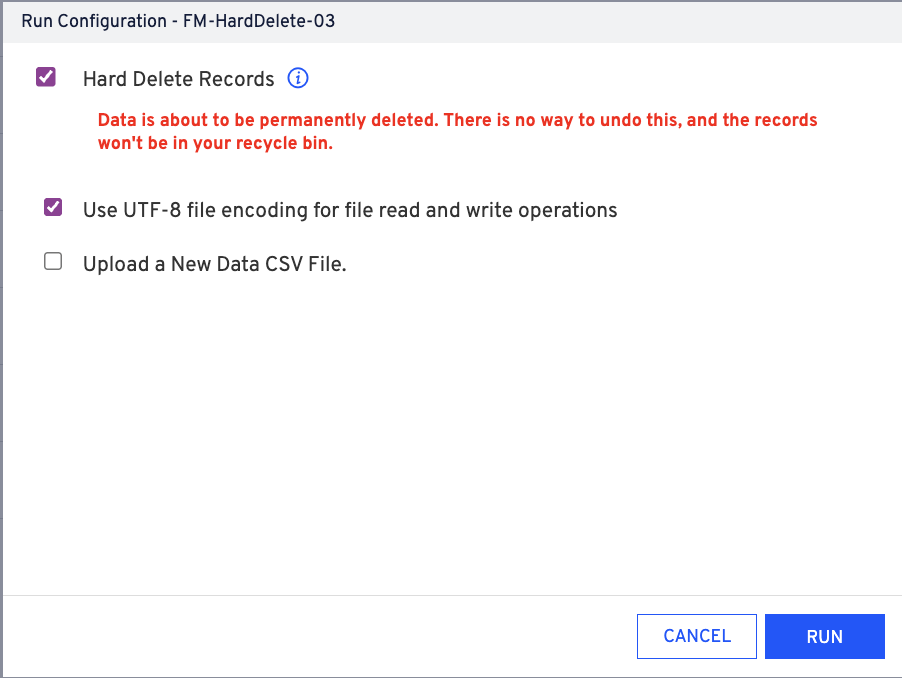 Run Configuration - FM-HardDelete-03
Hard Delete Records i
Data is about to be permanently deleted. There is no way to undo this, and the records
won't be in your recycle bin.
Use UTF-8 file encoding for file read and write operations
Upload a New Data CSV File.
CANCEL RUN